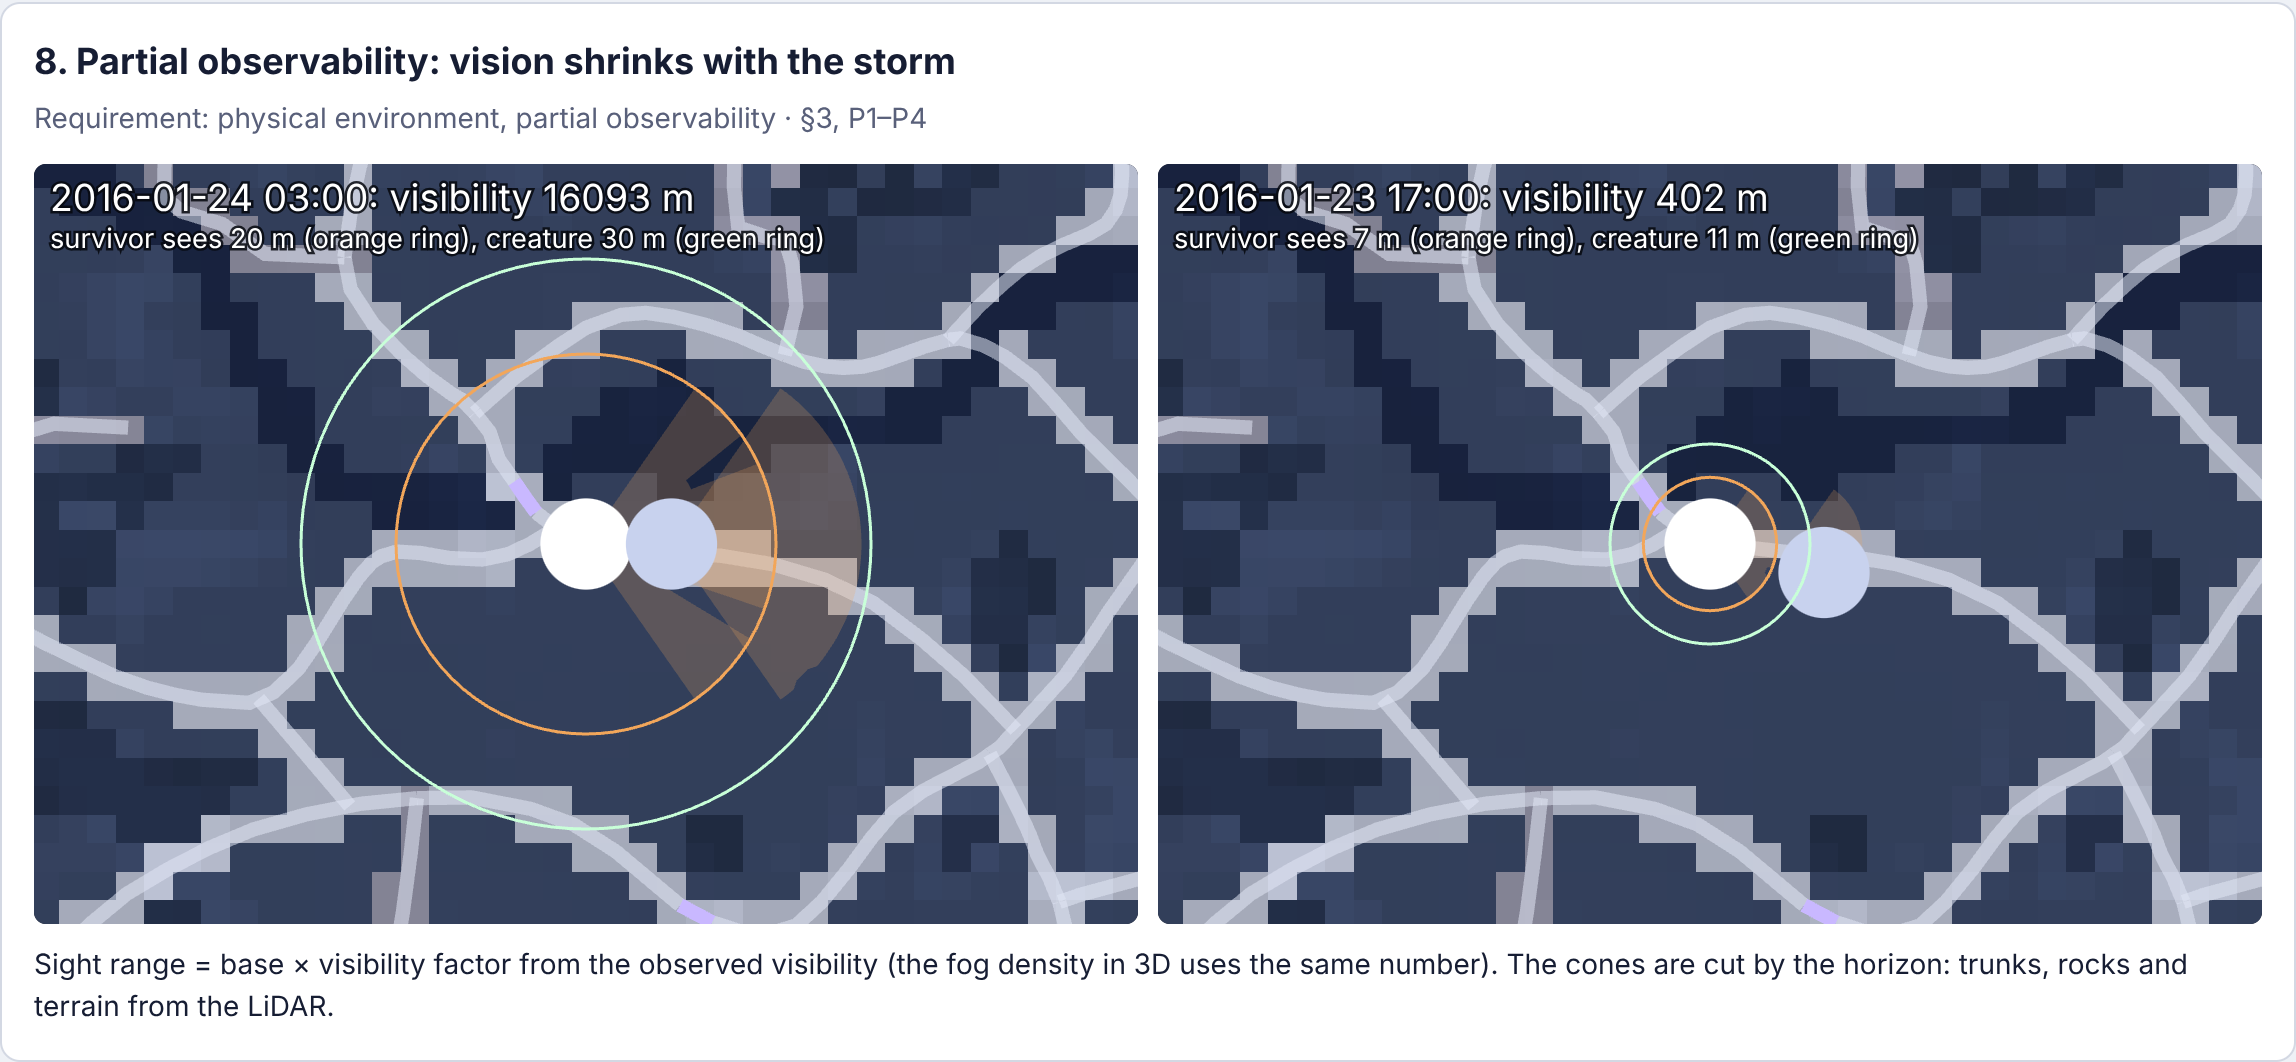 8. Partial observability: vision shrinks with the storm
Requirement: physical environment, partial observability · §3, P1–P4
2016-01-24 03:00: visibility 16093 m
survivor sees 20 m (orange ring), creature 30 m (green ring)
2016-01-23 17:00: visibility 402 m
survivor sees 7 m (orange ring), creature 11 m (green ring)
Sight range = base × visibility factor from the observed visibility (the fog density in 3D uses the same number). The cones are cut by the horizon: trunks, rocks and
terrain from the LiDAR.